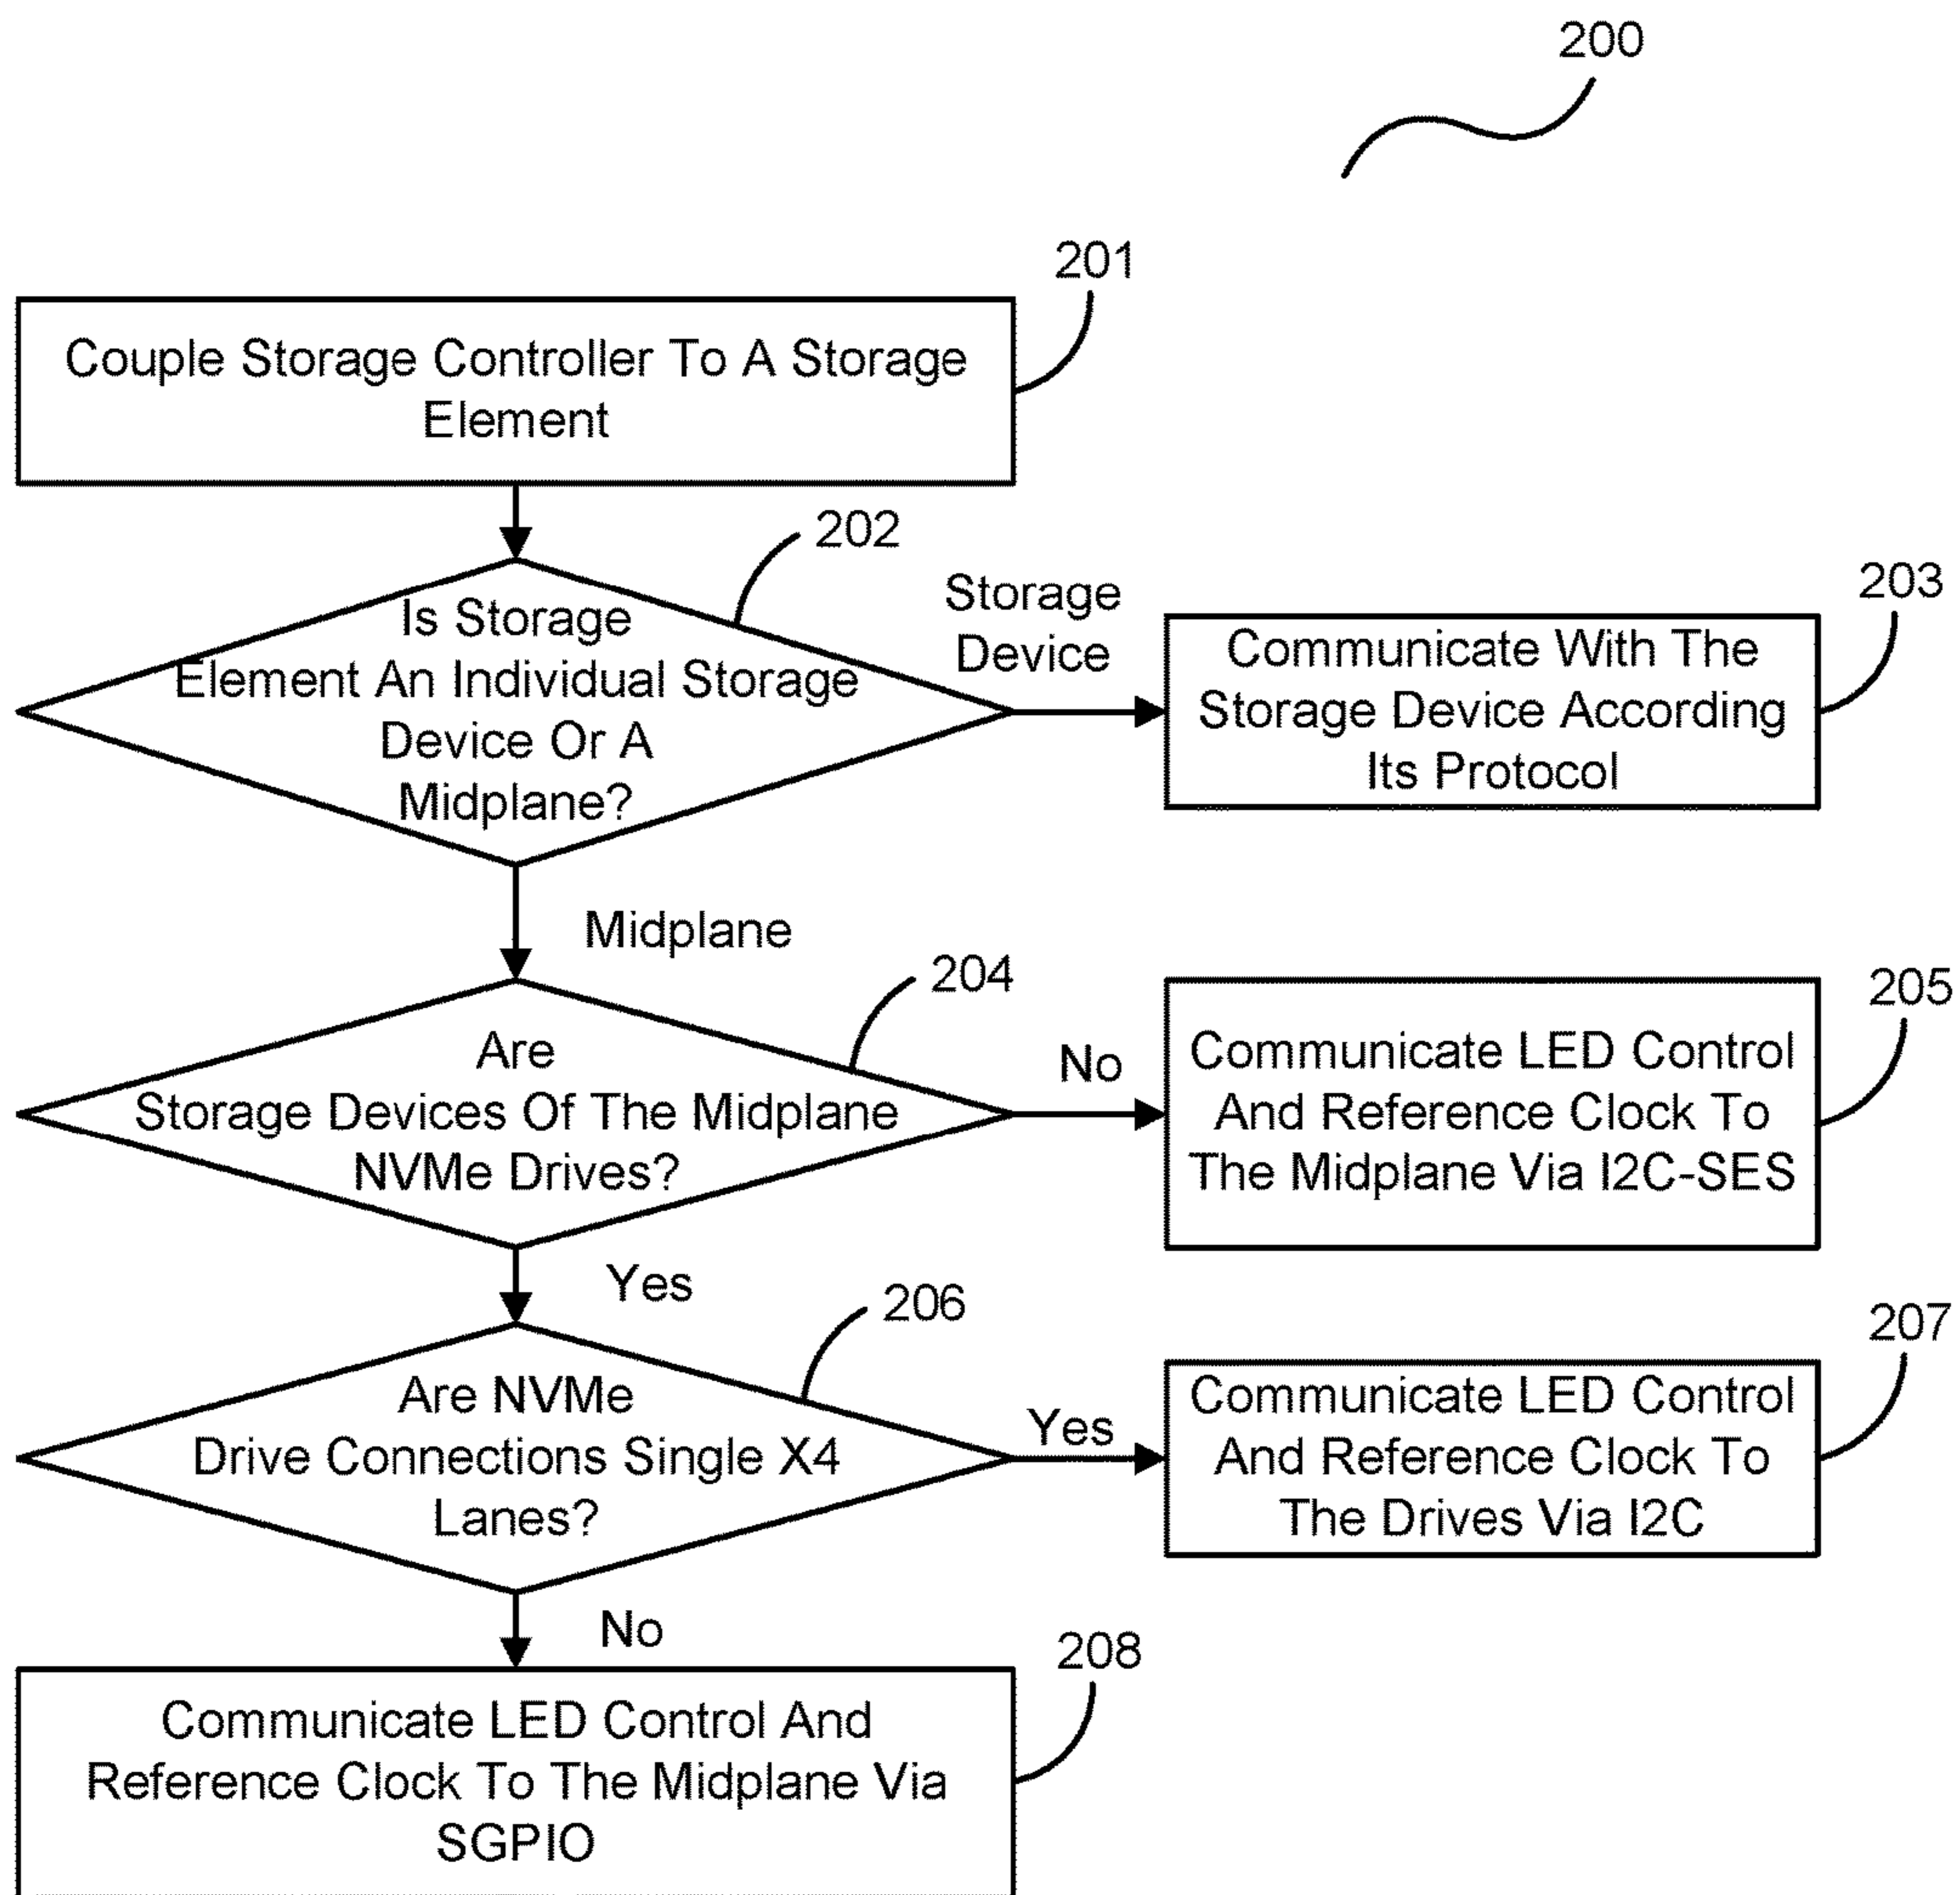 200
201
Couple Storage Controller To A Storage
Element
202
Is Storage
Element An Individual Storage
Device Or A
Midplane?
Storage
Device
203
Communicate With The
Storage Device According
Its Protocol
Midplane
204
Are
Storage Devices Of The Midplane
NVMe Drives?
No
205
Communicate LED Control
And Reference Clock To
The Midplane Via I2C-SES
Yes
206
Are NVMe
Drive Connections Single X4
Lanes?
Yes
207
Communicate LED Control
And Reference Clock To
The Drives Via I2C
No
208
Communicate LED Control And
Reference Clock To The Midplane Via
SGPIO